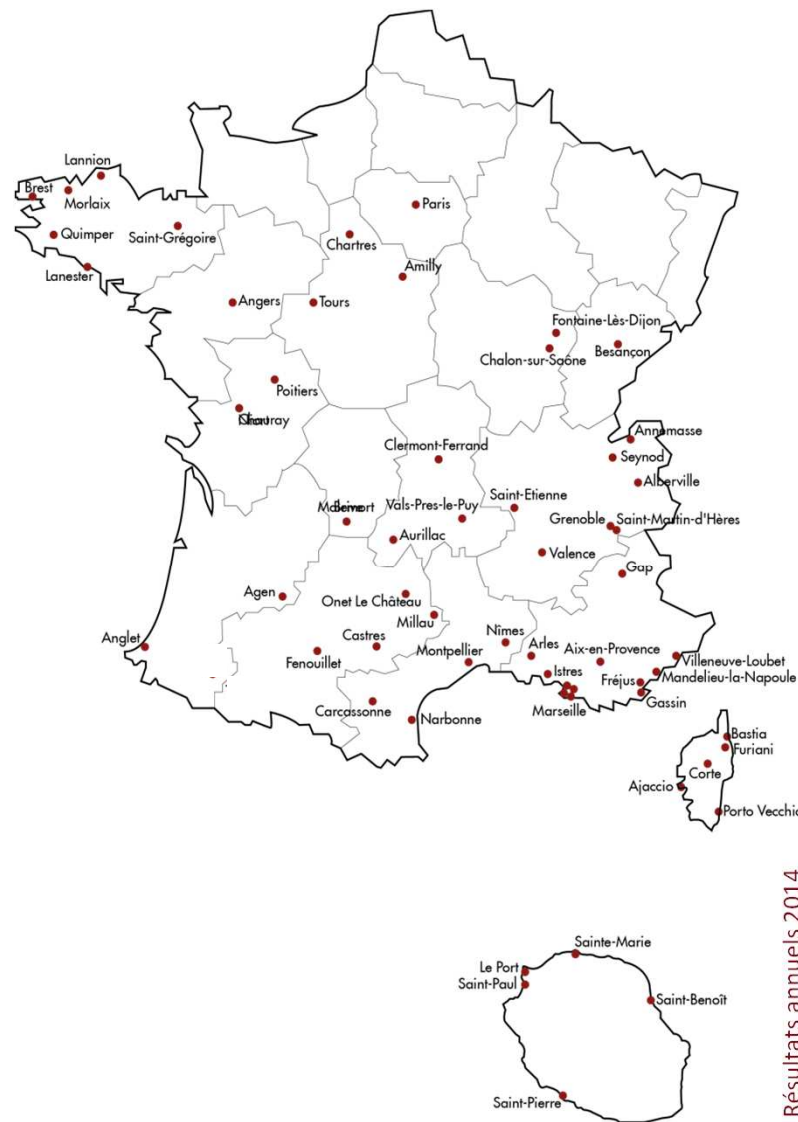 Lannion
Brest
Morlaix
Paris
Quimper
Saint-Grégoire
Chartres
Lanester
Amilly
Angers
Tours
Fontaine-Lès-Dijon
Chalon-sur-Saône
Besançon
Poitiers
Annemasse
Clermont-Ferrand
Seynod
Alberville
Saint-Etienne
Vals-Pres-le-Puy
Grenoble
Saint-Martin-d'Hères
Aurillac
Valence
Gap
Agen
Onet Le Château
Millau
Anglet
Castres
Nîmes
Arles
Fenouillet
Montpellier
Aix-en-Provence
Villeneuve-Loubet
Istres
Fréjus
Mandelieu-la-Napoule
Carcassonne
Marseille
Gassin
Narbonne
Bastia
Furiani
Corte
Ajaccio
Porto Vecchio
Résultats annuels 2014
Sainte-Marie
Le Port
Saint-Paul
Saint-Benoît
Saint-Pierre